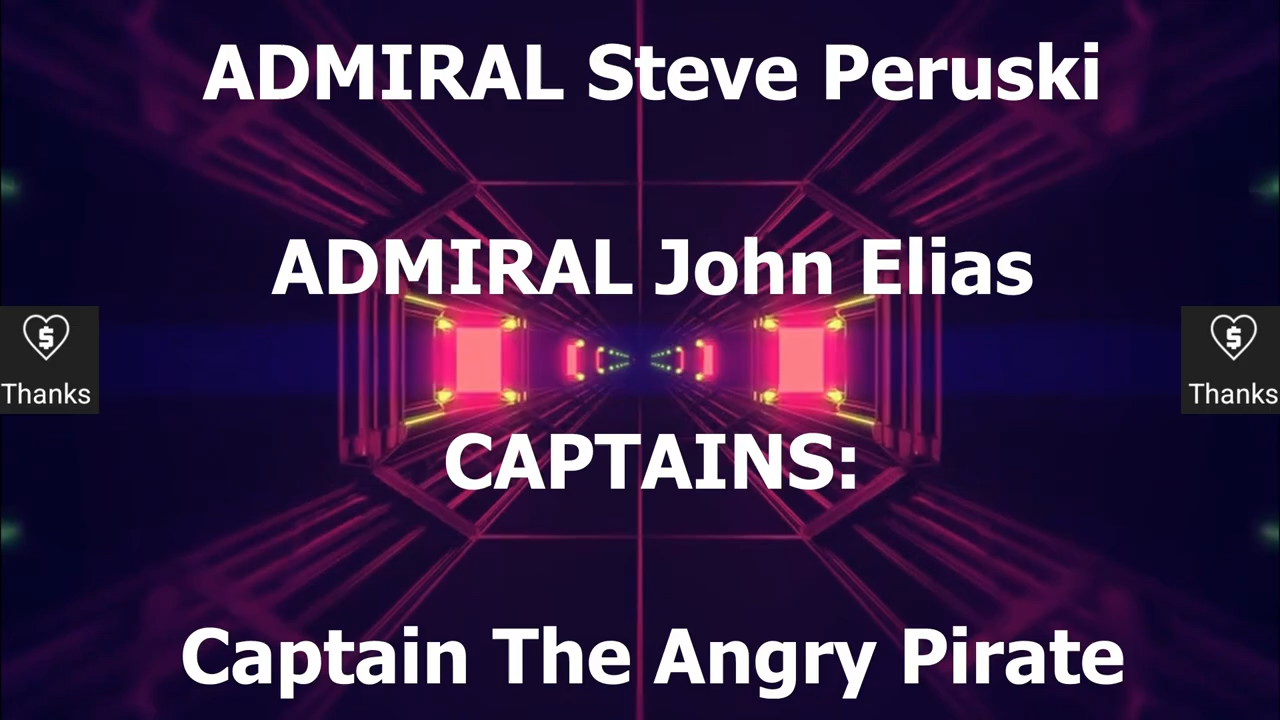 ADMIRAL Steve Peruski
ADMIRAL John Elias
$
Thanks
$
Thanks
CAPTAINS:
Captain The Angry Pirate